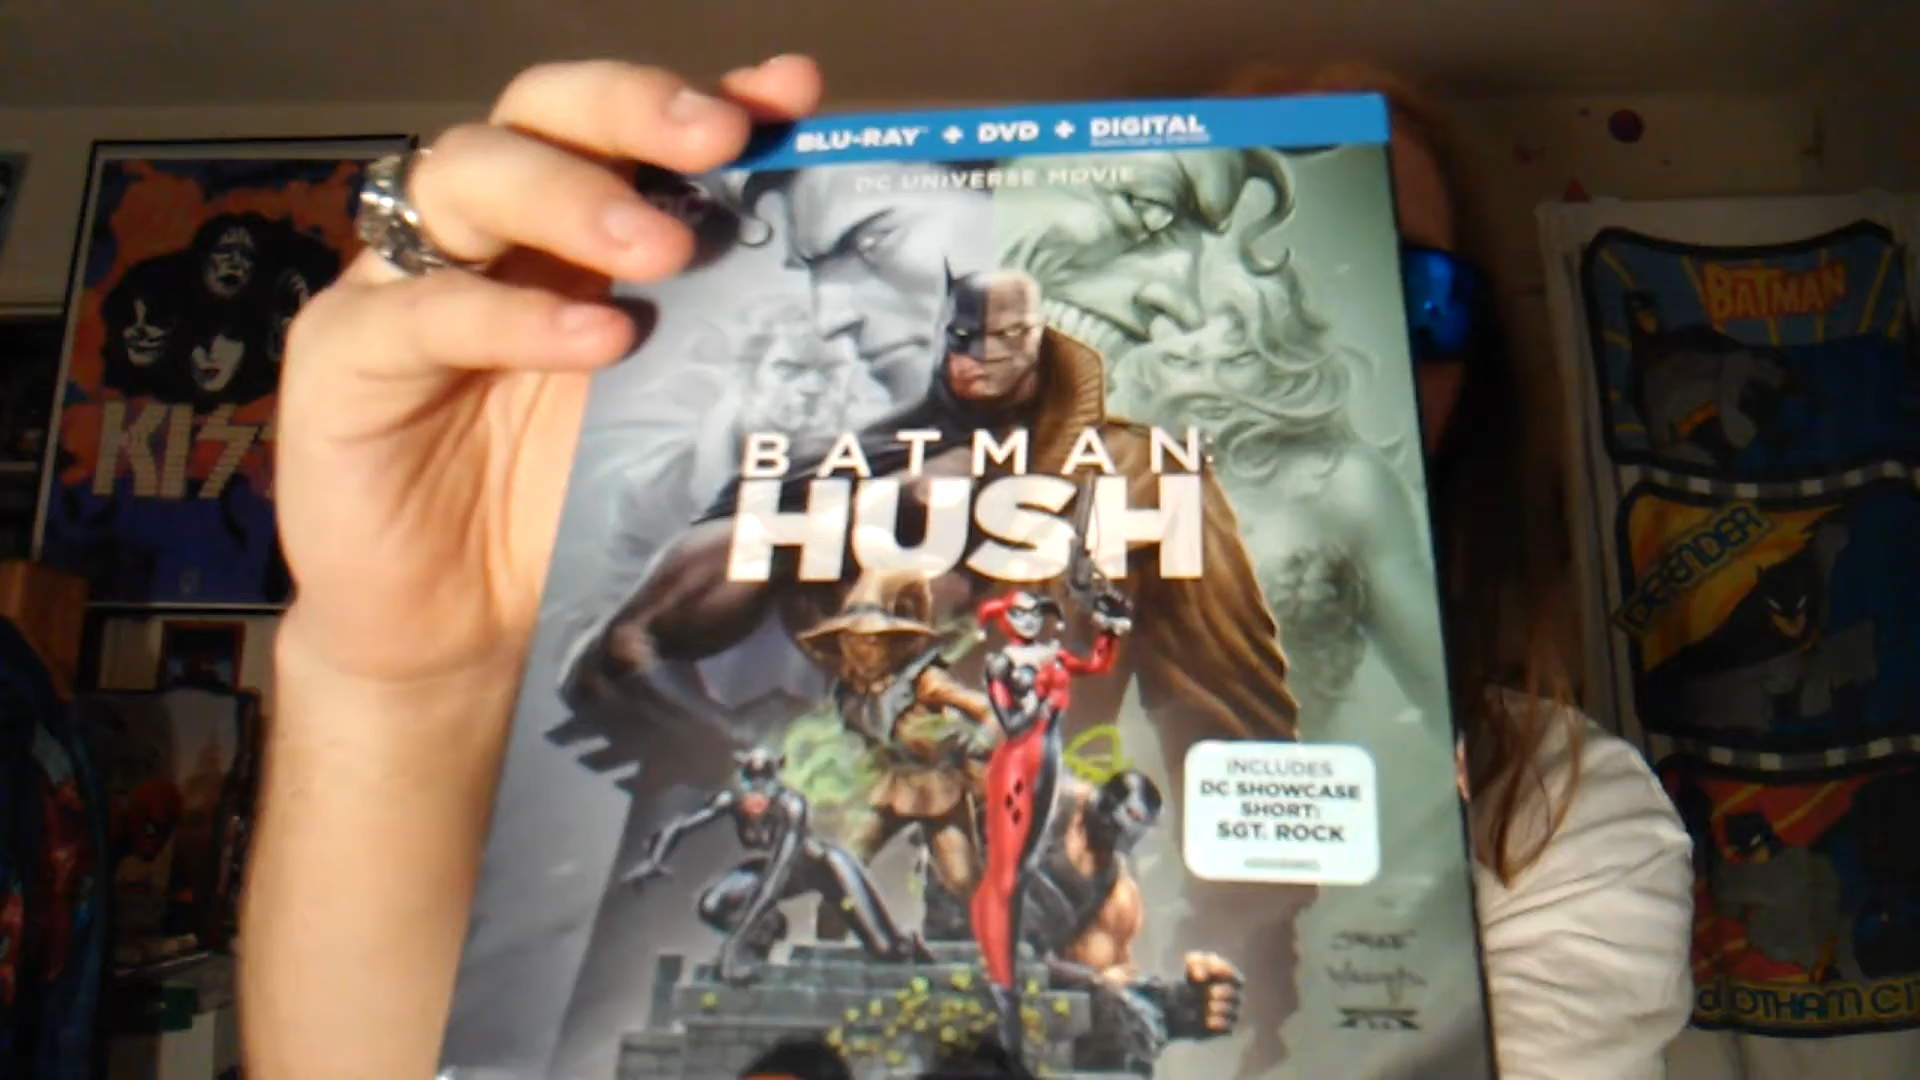 BLU-RAY + DVD + DIGITAL
DC UNIVERSE MOVIE
BATMAN:
HUSH
INCLUDES
DC SHOWCASE
SHORT:
SGT. ROCK
KISS
BATMAN
DEFENDER
GOTHAM CI